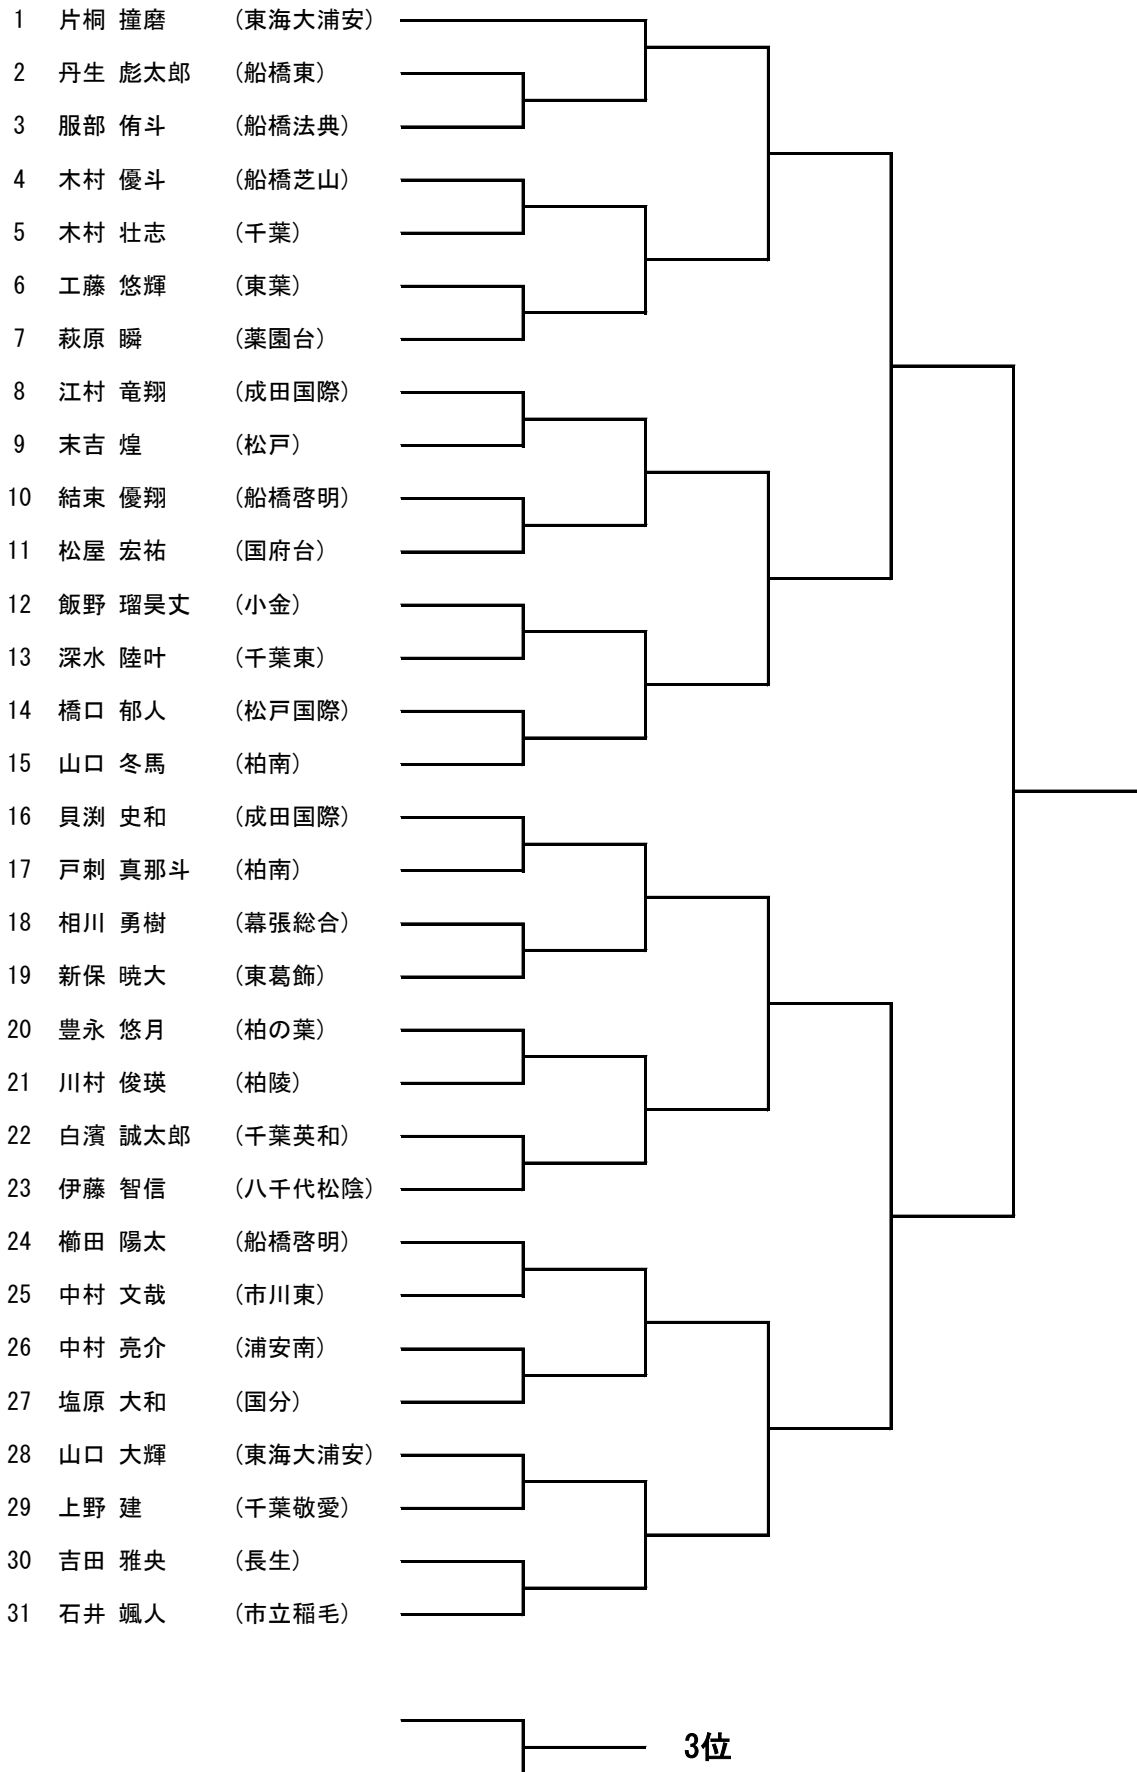 1 片桐 撞磨 (東海大浦安)
2 丹生 彪太郎 (船橋東)
3 服部 侑斗 (船橋法典)
4 木村 優斗 (船橋芝山)
5 木村 壮志 (千葉)
6 工藤 悠輝 (東葉)
7 萩原 瞬 (薬園台)
8 江村 竜翔 (成田国際)
9 末吉 煌 (松戸)
10 結束 優翔 (船橋啓明)
11 松屋 宏祐 (国府台)
12 飯野 瑠昊丈 (小金)
13 深水 陸叶 (千葉東)
14 橋口 郁人 (松戸国際)
15 山口 冬馬 (柏南)
16 貝渕 史和 (成田国際)
17 戸刺 真那斗 (柏南)
18 相川 勇樹 (幕張総合)
19 新保 暁大 (東葛飾)
20 豊永 悠月 (柏の葉)
21 川村 俊瑛 (柏陵)
22 白濱 誠太郎 (千葉英和)
23 伊藤 智信 (八千代松陰)
24 櫛田 陽太 (船橋啓明)
25 中村 文哉 (市川東)
26 中村 亮介 (浦安南)
27 塩原 大和 (国分)
28 山口 大輝 (東海大浦安)
29 上野 建 (千葉敬愛)
30 吉田 雅央 (長生)
31 石井 颯人 (市立稲毛)
3位